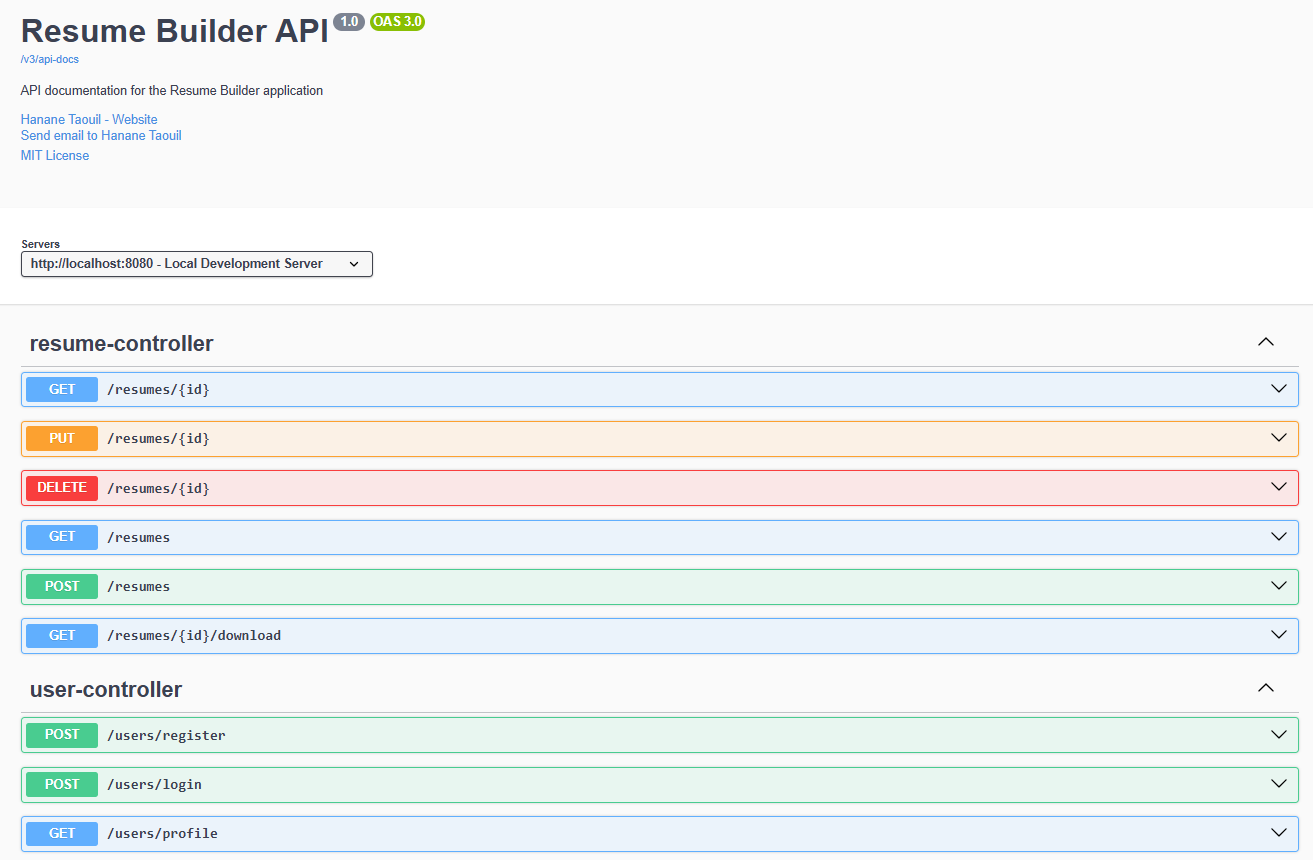 Resume Builder API 1.0 OAS 3.0
/v3/api-docs
API documentation for the Resume Builder application
Hanane Taouil - Website
Send email to Hanane Taouil
MIT License
Servers
http://localhost:8080 - Local Development Server
resume-controller
GET /resumes/{id}
PUT /resumes/{id}
DELETE /resumes/{id}
GET /resumes
POST /resumes
GET /resumes/{id}/download
user-controller
POST /users/register
POST /users/login
GET /users/profile